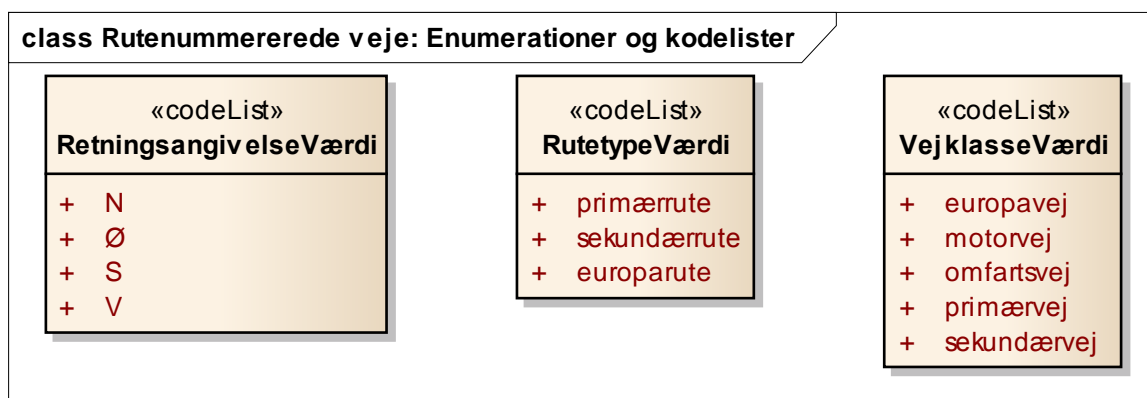 class Rutenummererede veje: Enumerationer og kodelister
«codeList»
RetningsangivelseVærdi
+ N
+ Ø
+ S
+ V
«codeList»
RutetypeVærdi
+ primærrute
+ sekundærrute
+ europarute
«codeList»
VejklasseVærdi
+ europavej
+ motorvej
+ omfartsvej
+ primærvej
+ sekundærvej